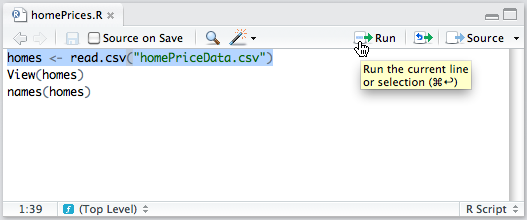 homePrices.R
Source on Save
Run
Source
homes <- read.csv("homePriceData.csv")
View(homes)
names(homes)
Run the current line
or selection (⌘↩)
1:39
(Top Level)
R Script